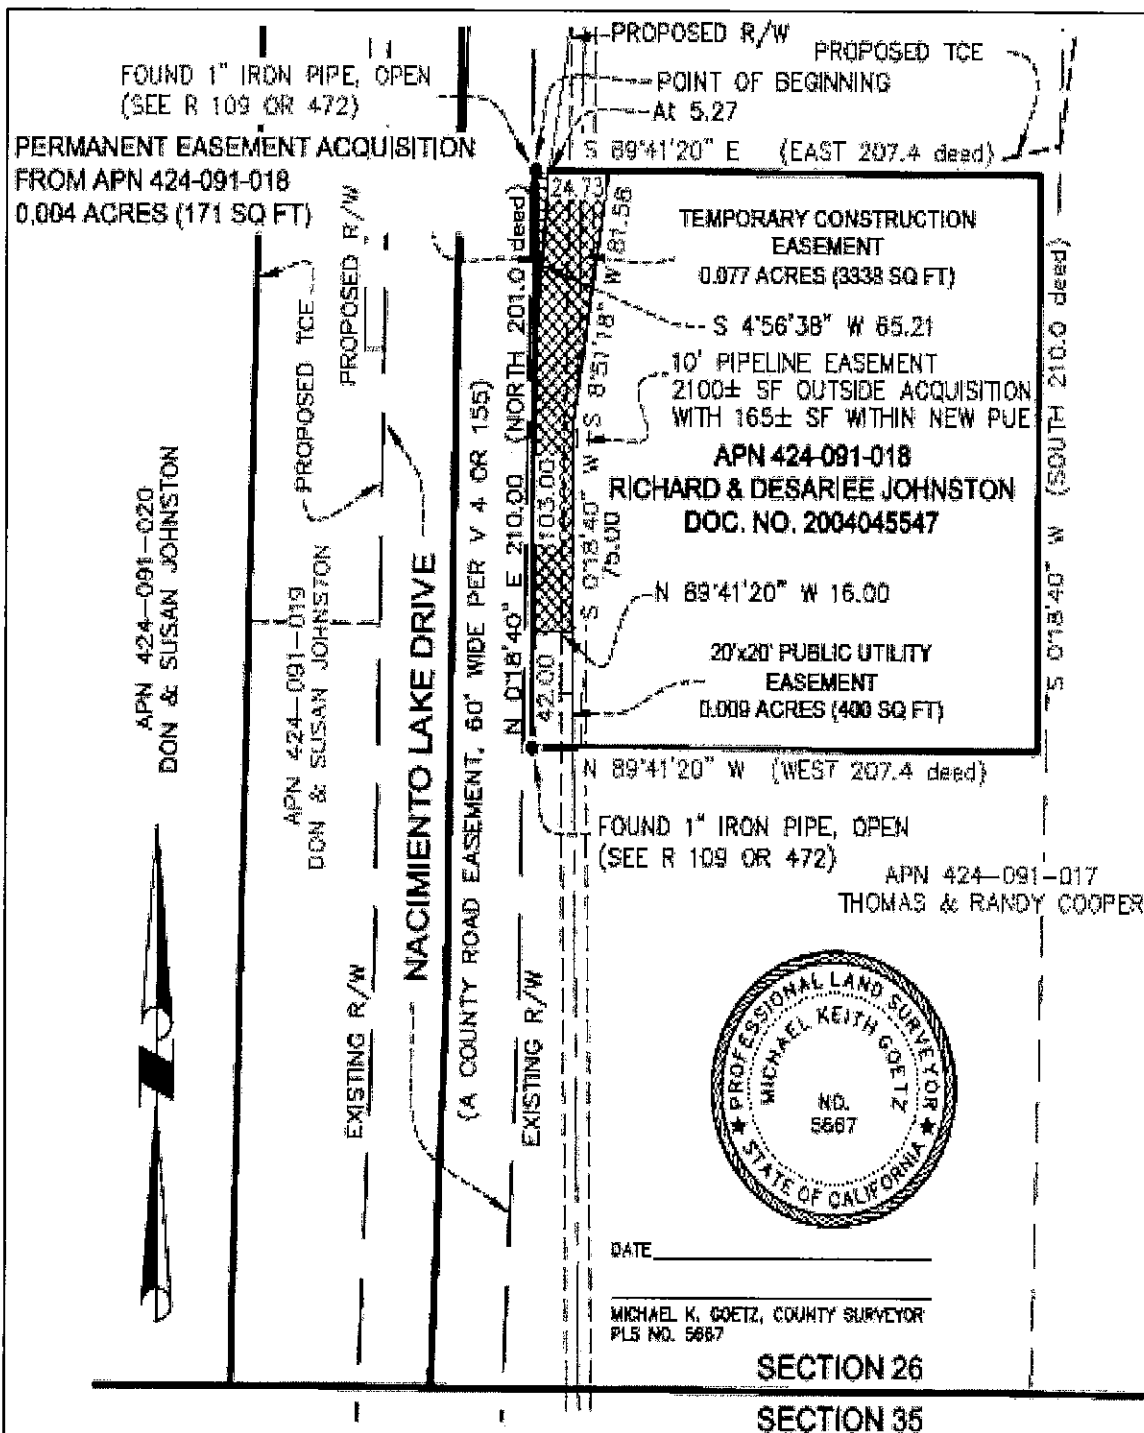 PROPOSED R/W
PROPOSED TCE
FOUND 1" IRON PIPE, OPEN
(SEE R 109 OR 472)
POINT OF BEGINNING
At 5.27
S 89°41'20" E (EAST 207.4 deed)
PERMANENT EASEMENT ACQUISITION
FROM APN 424-091-018
0.004 ACRES (171 SQ FT)
24.73
TEMPORARY CONSTRUCTION
EASEMENT
0.077 ACRES (3338 SQ FT)
S 4°56'38" W 65.21
10' PIPELINE EASEMENT
2100± SF OUTSIDE ACQUISITION
WITH 165± SF WITHIN NEW PUE
APN 424-091-018
RICHARD & DESARIEE JOHNSTON
DOC. NO. 2004045547
N 89°41'20" W 16.00
20'x20' PUBLIC UTILITY
EASEMENT
0.009 ACRES (400 SQ FT)
S 8°57'18" W 81.58
S 0°18'40" W
75.00
103.00
42.00
N 0°18'40" E 210.00 (NORTH 201.0 deed)
S 0°18'40" W (SOUTH 210.0 deed)
PROPOSED R/W
PROPOSED R/W
PROPOSED TCE
APN 424-091-020
DON & SUSAN JOHNSTON
APN 424-091-019
DON & SUSAN JOHNSTON
NACIMIENTO LAKE DRIVE
(A COUNTY ROAD EASEMENT, 60' WIDE PER V 4 OR 155)
EXISTING R/W
EXISTING R/W
N 89°41'20" W (WEST 207.4 deed)
FOUND 1" IRON PIPE, OPEN
(SEE R 109 OR 472)
APN 424-091-017
THOMAS & RANDY COOPER
PROFESSIONAL LAND SURVEYOR
MICHAEL KEITH GOETZ
NO.
5667
STATE OF CALIFORNIA
DATE
MICHAEL K. GOETZ, COUNTY SURVEYOR
PLS NO. 5667
SECTION 26
SECTION 35